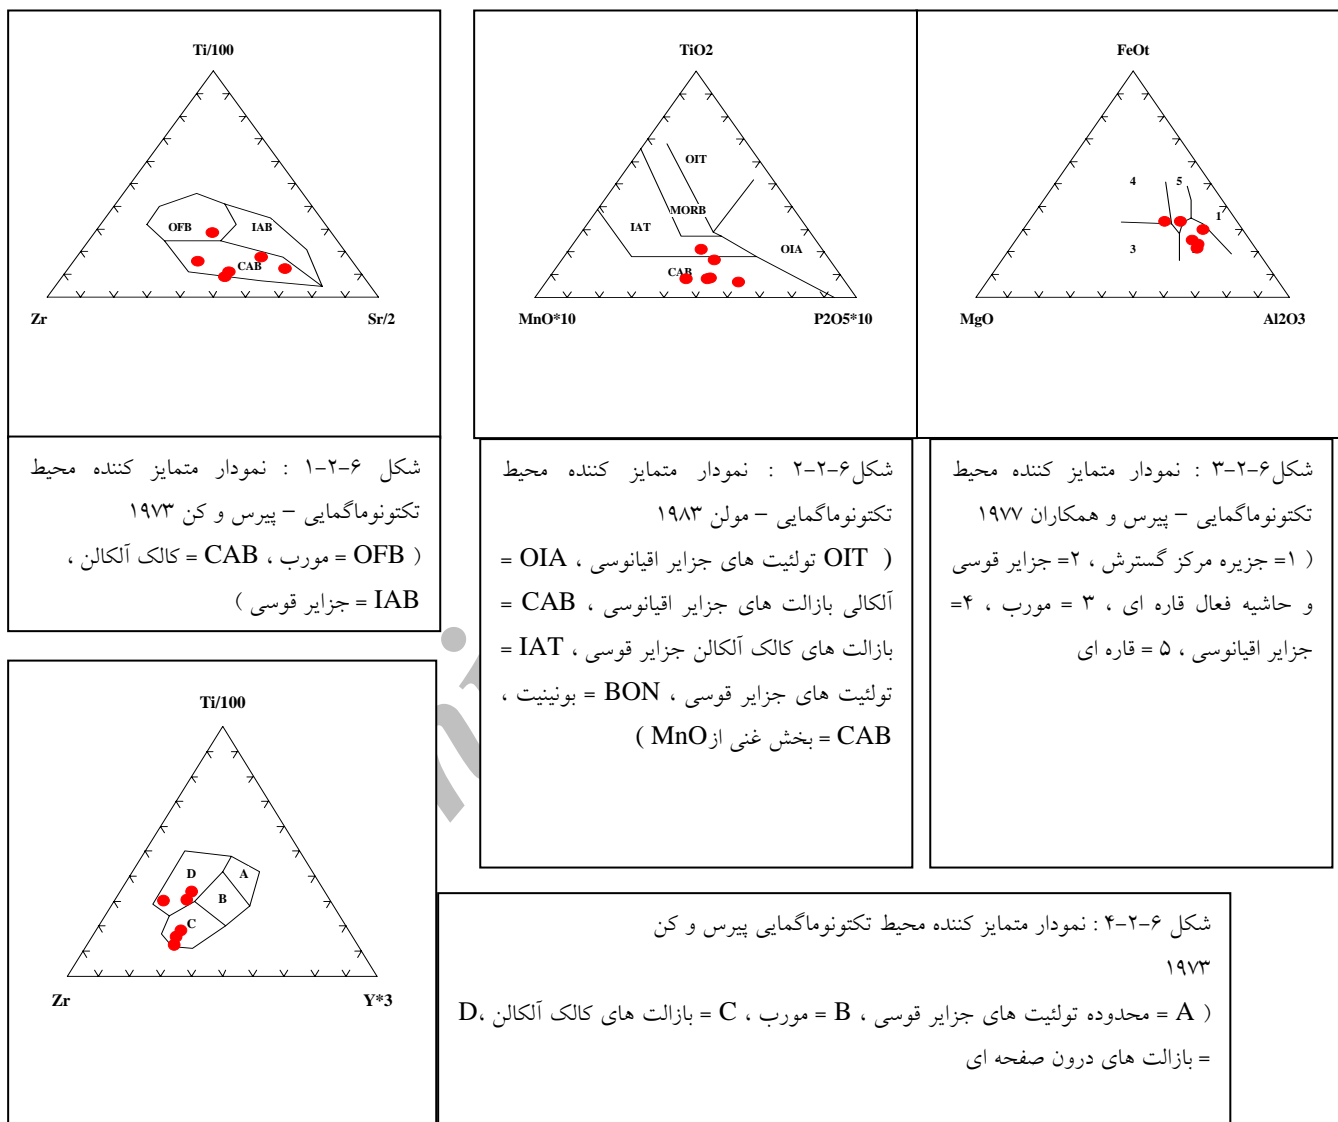 Ti/100
OFB
IAB
CAB
Zr
Sr/2
TiO2
OIT
MORB
IAT
OIA
CAB
MnO*10
P2O5*10
FeOt
4
5
1
3
MgO
Al2O3
شکل ۶-۲-۱ : نمودار متمایز کننده محیط
تکتونوماگمایی – پیرس و کن ۱۹۷۳
( OFB = مورب ، CAB = کالک آلکالن ،
IAB = جزایر قوسی )
شکل۶-۲-۲ : نمودار متمایز کننده محیط
تکتونوماگمایی – مولن ۱۹۸۳
( OIT تولئیت های جزایر اقیانوسی ، OIA =
آلکالی بازالت های جزایر اقیانوسی ، CAB =
بازالت های کالک آلکالن جزایر قوسی ، IAT =
تولئیت های جزایر قوسی ، BON = بونینیت ،
CAB = بخش غنی ازMnO )
شکل۶-۲-۳ : نمودار متمایز کننده محیط
تکتونوماگمایی – پیرس و همکاران ۱۹۷۷
( ۱= جزیره مرکز گسترش ، ۲= جزایر قوسی
و حاشیه فعال قاره ای ، ۳ = مورب ، ۴=
جزایر اقیانوسی ، ۵ = قاره ای
Ti/100
D
A
B
C
Zr
Y*3
شکل ۶-۲-۴ : نمودار متمایز کننده محیط تکتونوماگمایی پیرس و کن
۱۹۷۳
( A = محدوده تولئیت های جزایر قوسی ، B = مورب ، C = بازالت های کالک آلکالن ،D
= بازالت های درون صفحه ای